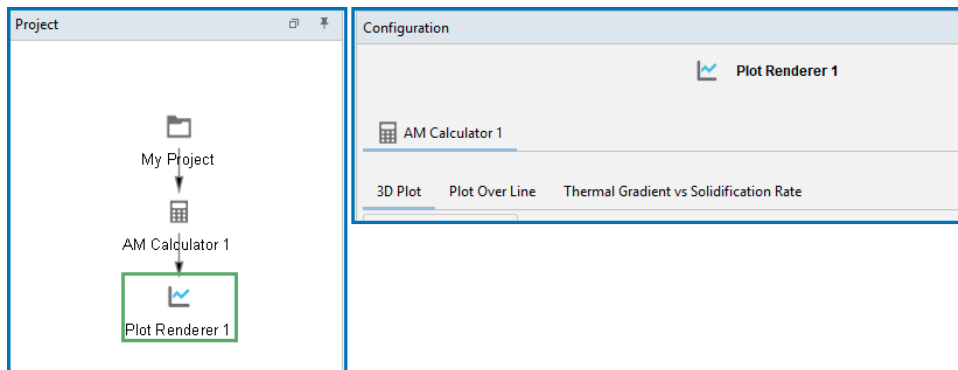 Project
My Project
AM Calculator 1
Plot Renderer 1
Configuration
Plot Renderer 1
AM Calculator 1
3D Plot Plot Over Line Thermal Gradient vs Solidification Rate